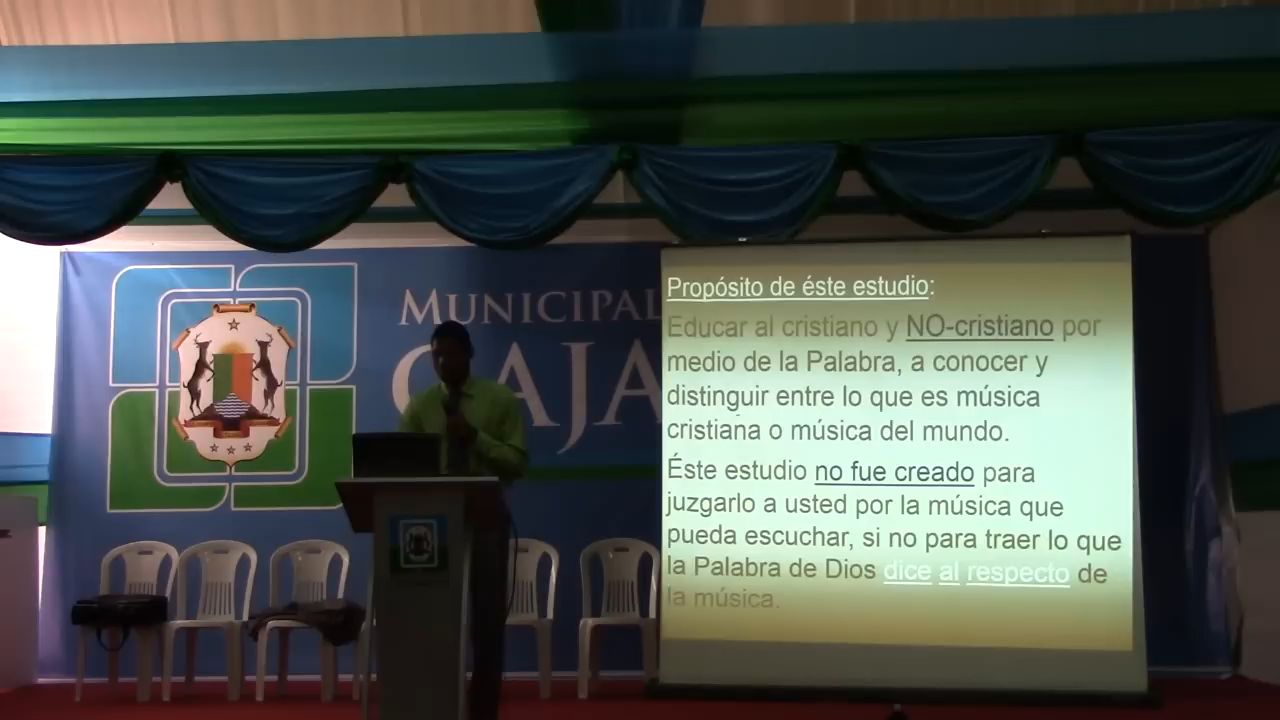 MUNICIPAL
CAJA
Propósito de éste estudio:
Educar al cristiano y NO-cristiano por
medio de la Palabra, a conocer y
distinguir entre lo que es música
cristiana o música del mundo.
Éste estudio no fue creado para
juzgarlo a usted por la música que
pueda escuchar, si no para traer lo que
la Palabra de Dios dice al respecto de
la música.